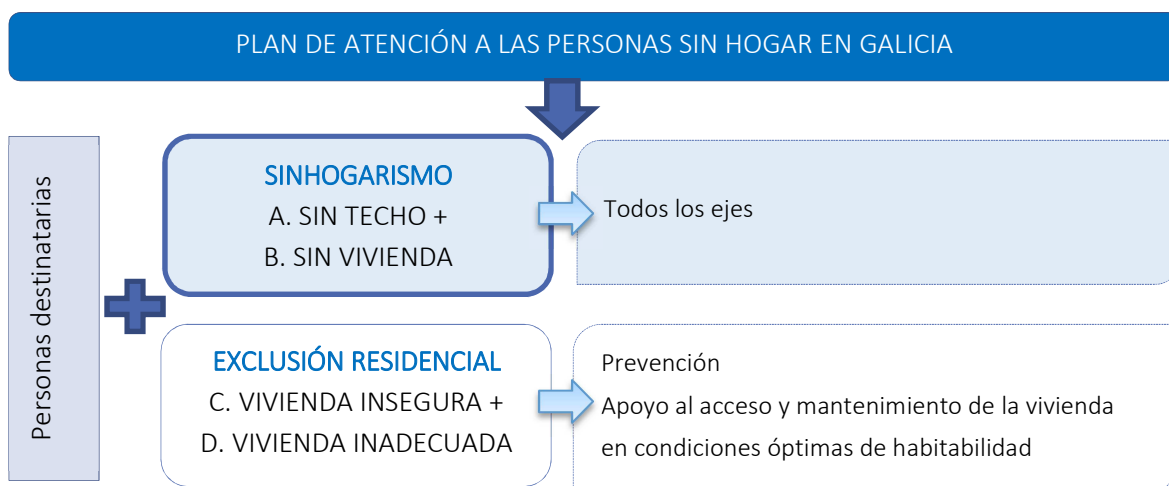 PLAN DE ATENCIÓN A LAS PERSONAS SIN HOGAR EN GALICIA
Personas destinatarias
SINHOGARISMO
A. SIN TECHO +
B. SIN VIVIENDA
Todos los ejes
EXCLUSIÓN RESIDENCIAL
C. VIVIENDA INSEGURA +
D. VIVIENDA INADECUADA
Prevención
Apoyo al acceso y mantenimiento de la vivienda
en condiciones óptimas de habitabilidad